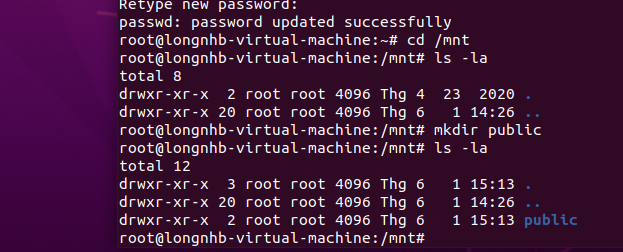 Retype new password:
passwd: password updated successfully
root@longnhb-virtual-machine:~# cd /mnt
root@longnhb-virtual-machine:/mnt# ls -la
total 8
drwxr-xr-x  2 root root 4096 Thg 4  23  2020 .
drwxr-xr-x 20 root root 4096 Thg 6   1 14:26 ..
root@longnhb-virtual-machine:/mnt# mkdir public
root@longnhb-virtual-machine:/mnt# ls -la
total 12
drwxr-xr-x  3 root root 4096 Thg 6   1 15:13 .
drwxr-xr-x 20 root root 4096 Thg 6   1 14:26 ..
drwxr-xr-x  2 root root 4096 Thg 6   1 15:13 public
root@longnhb-virtual-machine:/mnt#